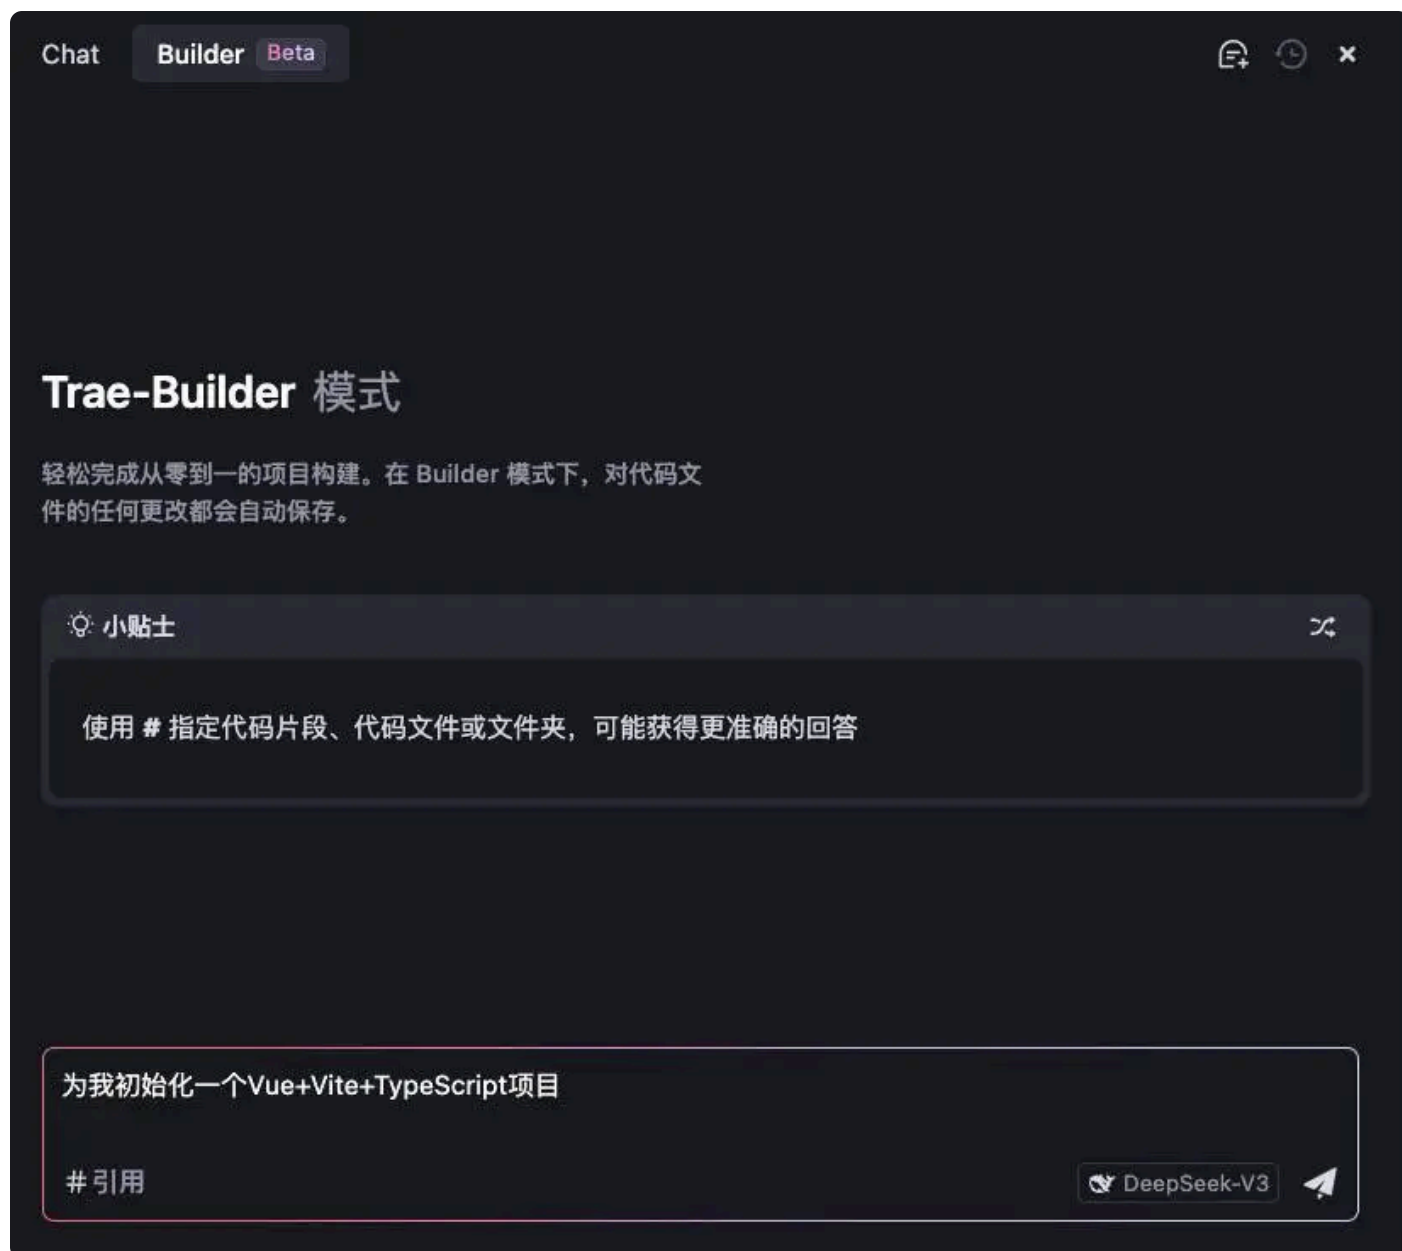 Chat
Builder Beta
Trae-Builder 模式
轻松完成从零到一的项目构建。在 Builder 模式下，对代码文
件的任何更改都会自动保存。
小贴士
使用 # 指定代码片段、代码文件或文件夹，可能获得更准确的回答
为我初始化一个Vue+Vite+TypeScript项目
#引用
DeepSeek-V3